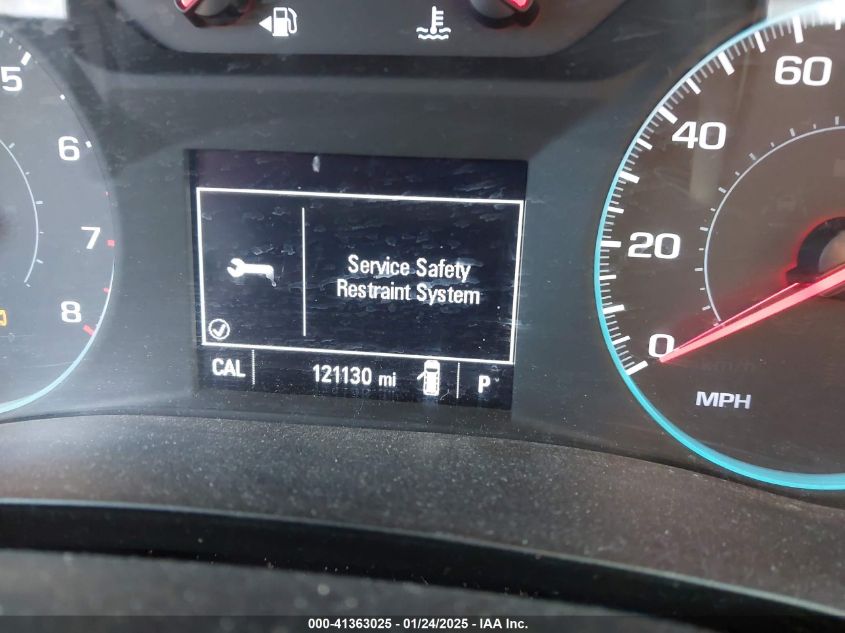 5
6
7
8
60
40
20
0
MPH
Service Safety
Restraint System
CAL
121130 mi
P
000-41363025 - 01/24/2025 - IAA Inc.